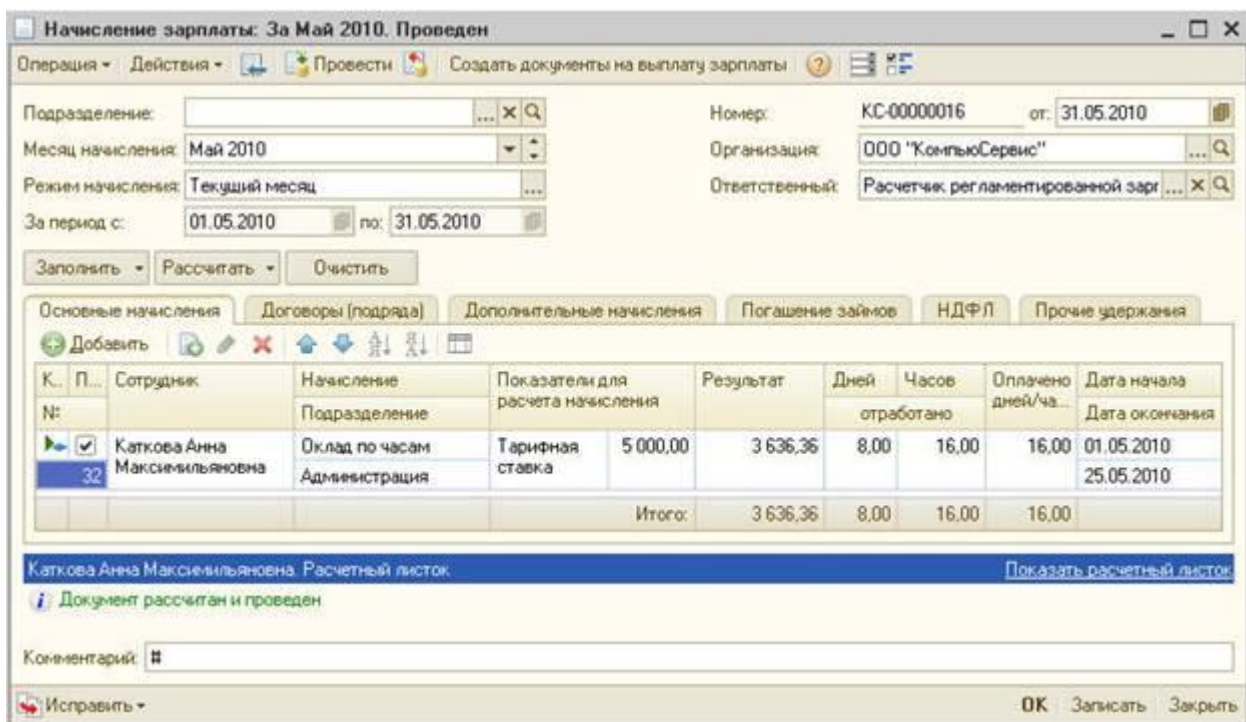 Начисление зарплаты: За Май 2010. Проведен
Операция Действия Провести Создать документы на выплату зарплаты
Подразделение: ... Номер: КС-00000016 от: 31.05.2010
Месяц начисления: Май 2010 Организация: ООО "КомпьюСервис" ...
Режим начисления: Текущий месяц ... Ответственный: Расчетчик регламентированной зарг ...
За период с: 01.05.2010 по: 31.05.2010
Заполнить Рассчитать Очистить
Основные начисления Договоры (подряда) Дополнительные начисления Погашение займов НДФЛ Прочие удержания
Добавить
К... П... Сотрудник Начисление Показатели для Результат Дней Часов Оплачено Дата начала
№ Подразделение расчета начисления отработано дней/ча... Дата окончания
Каткова Анна Оклад по часам Тарифная 5 000,00 3 636,36 8,00 16,00 16,00 01.05.2010
32 Максимильяновна Администрация ставка 25.05.2010
Итого: 3 636,36 8,00 16,00 16,00
Каткова Анна Максимильяновна. Расчетный листок Показать расчетный листок
Документ рассчитан и проведен
Комментарий: #
Исправить OK Записать Закрыть